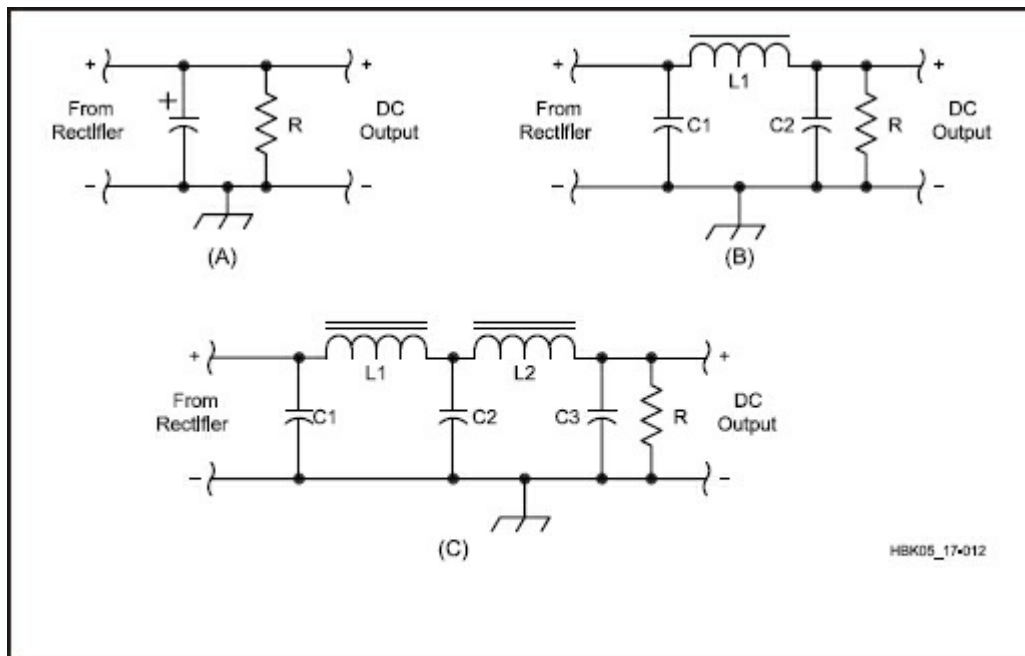 +
From
Rectifier
−
+
R
+
DC
Output
−
(A)
+
From
Rectifier
−
L1
C1
C2
R
+
DC
Output
−
(B)
+
From
Rectifier
−
L1
L2
C1
C2
C3
R
+
DC
Output
−
(C)
HBK05_17-012